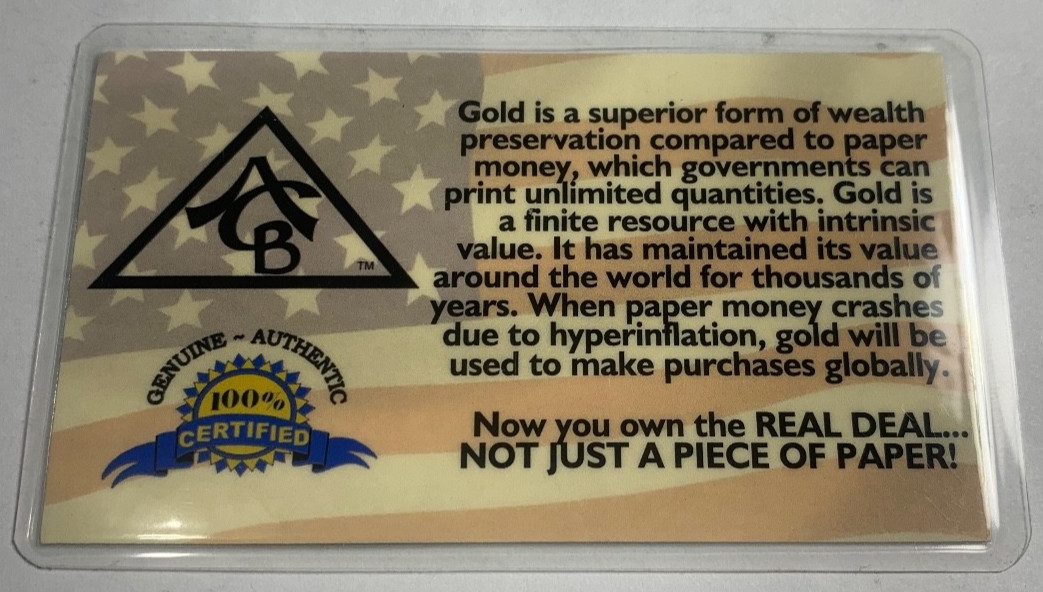 ACB
TM
GENUINE ~ AUTHENTIC
100%
CERTIFIED
Gold is a superior form of wealth
preservation compared to paper
money, which governments can
print unlimited quantities. Gold is
a finite resource with intrinsic
value. It has maintained its value
around the world for thousands of
years. When paper money crashes
due to hyperinflation, gold will be
used to make purchases globally.
Now you own the REAL DEAL...
NOT JUST A PIECE OF PAPER!